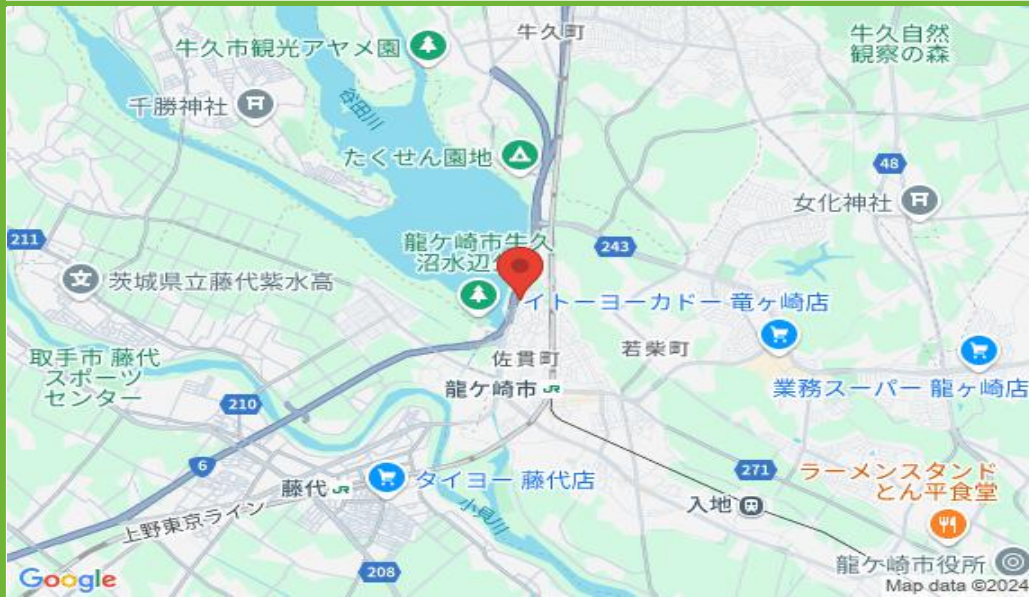 牛久町
牛久市観光アヤメ園
牛久自然
観察の森
千勝神社
谷田川
たくせん園地
48
女化神社
211
龍ケ崎市牛久
沼水辺公
243
茨城県立藤代紫水高
イトーヨーカドー 竜ヶ崎店
取手市 藤代
スポーツ
センター
佐貫町
若柴町
龍ケ崎市 JR
業務スーパー 龍ヶ崎店
210
6
271
ラーメンスタンド
とん平食堂
藤代 JR
タイヨー 藤代店
入地
小貝川
上野東京ライン
208
龍ケ崎市役所
Google
Map data ©2024